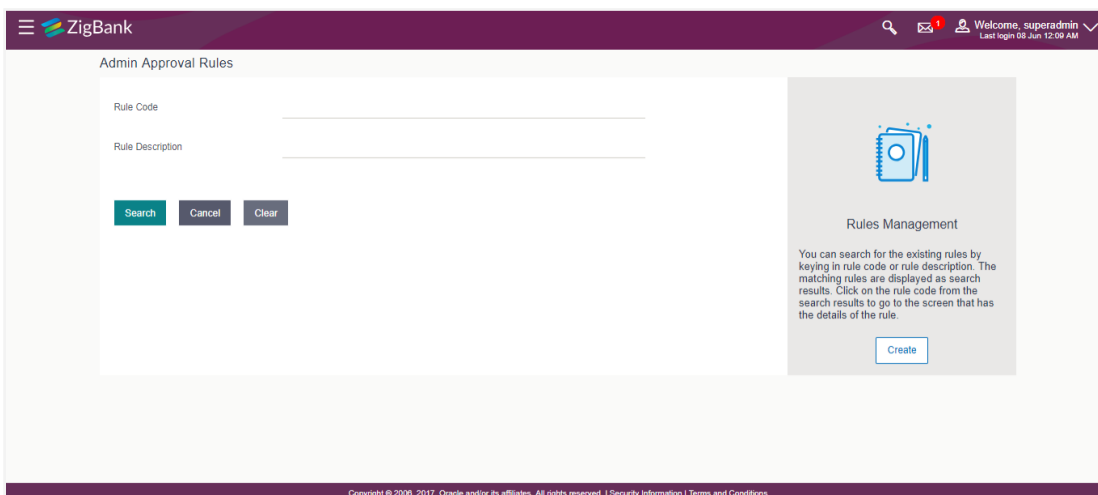 ZigBank
1
Welcome, superadmin
Last login 08 Jun 12:09 AM
Admin Approval Rules
Rule Code
Rule Description
Search Cancel Clear
Rules Management
You can search for the existing rules by
keying in rule code or rule description. The
matching rules are displayed as search
results. Click on the rule code from the
search results to go to the screen that has
the details of the rule.
Create
Copyright © 2006, 2017, Oracle and/or its affiliates. All rights reserved. | Security Information | Terms and Conditions